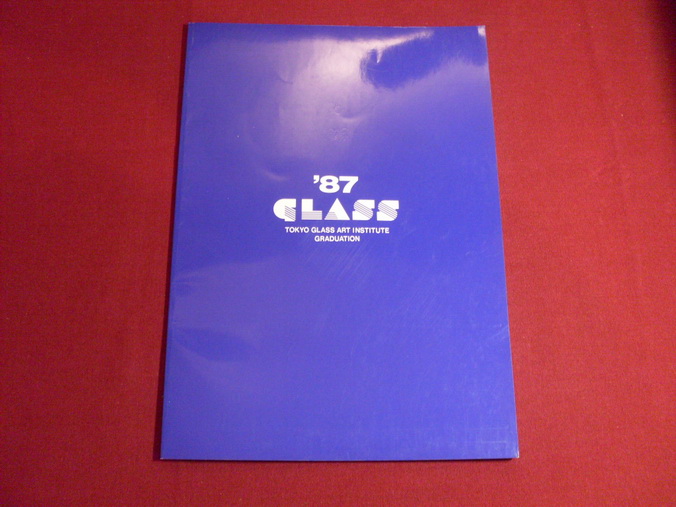 '87
GLASS
TOKYO GLASS ART INSTITUTE
GRADUATION